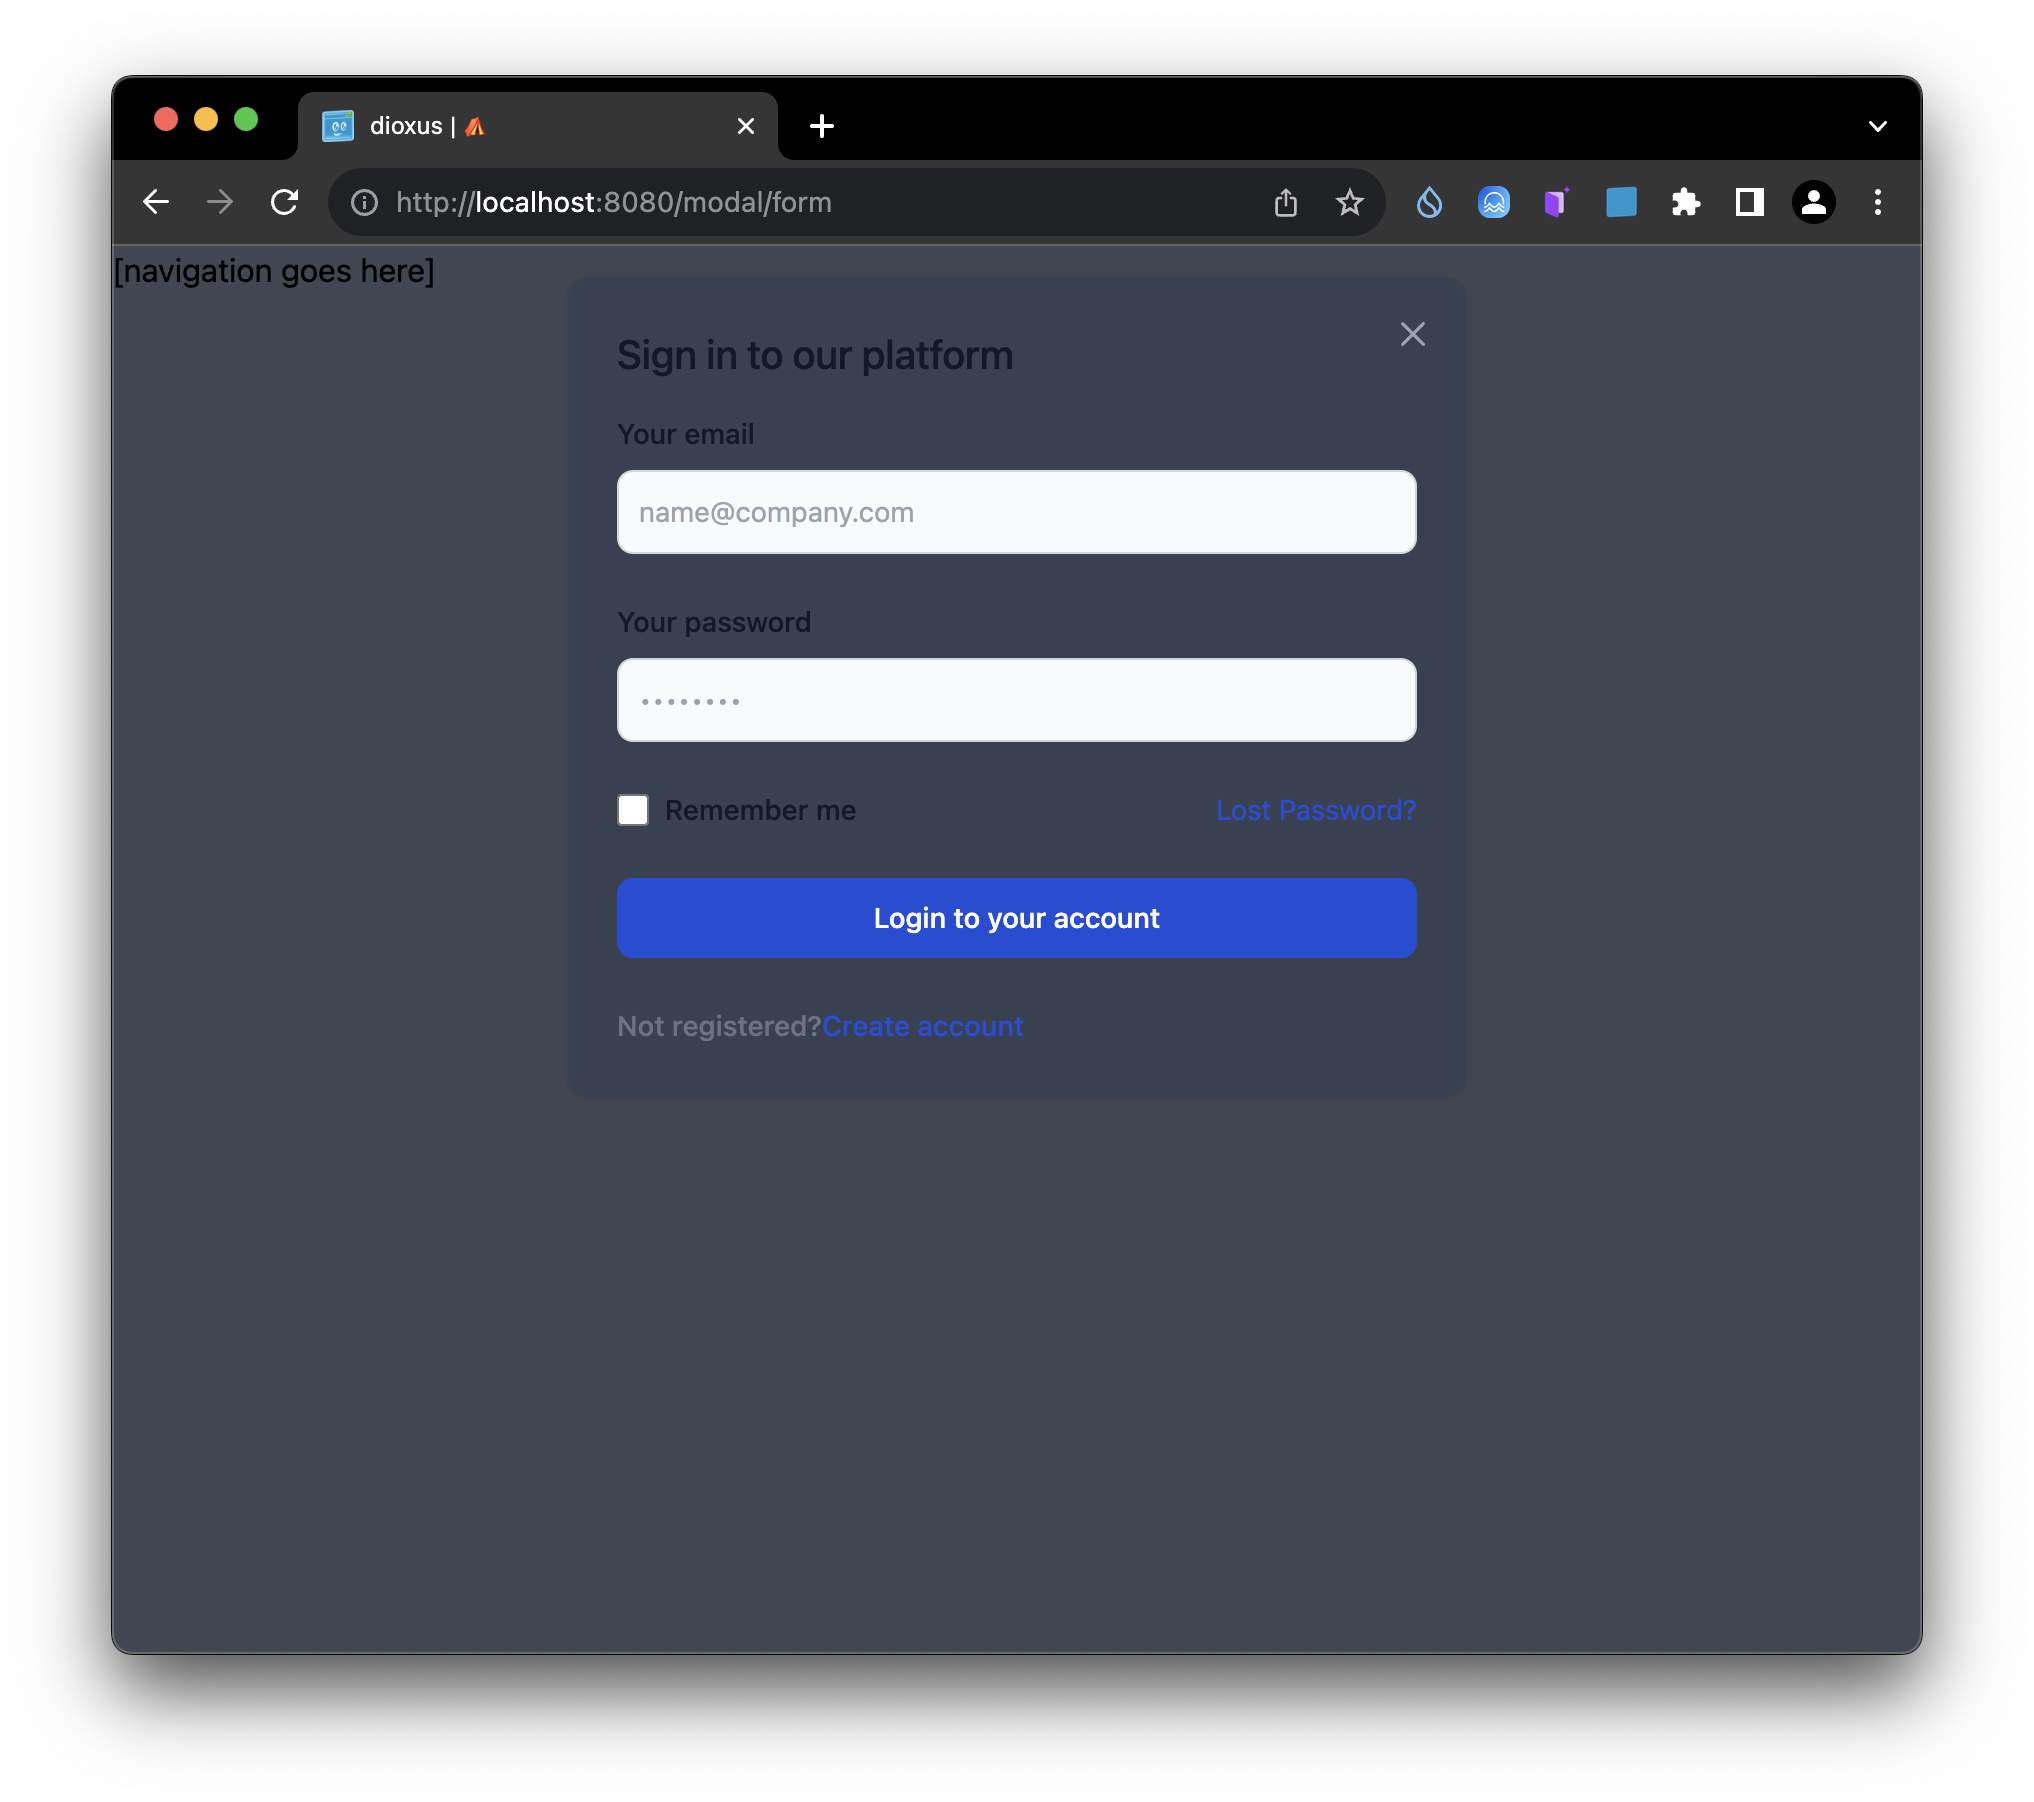 dioxus |
http://localhost:8080/modal/form
[navigation goes here]
Sign in to our platform
Your email
name@company.com
Your password
••••••••
Remember me
Lost Password?
Login to your account
Not registered?Create account